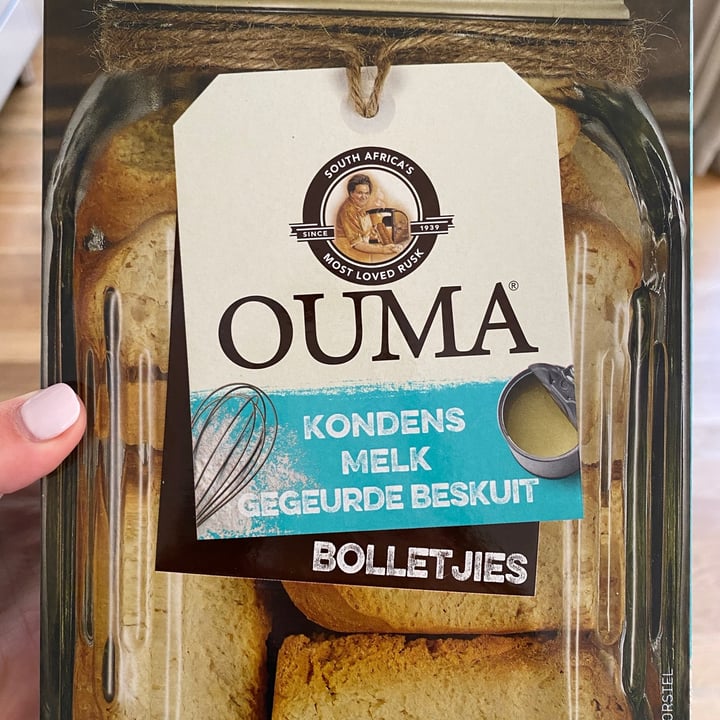 SOUTH AFRICA'S
SINCE 1939
MOST LOVED RUSK
OUMA®
KONDENS
MELK
GEGEURDE BESKUIT
BOLLETJIES